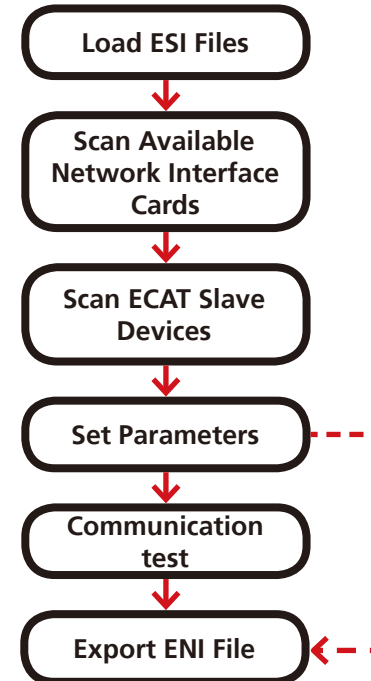 Load ESI Files
Scan Available
Network Interface
Cards
Scan ECAT Slave
Devices
Set Parameters
Communication
test
Export ENI File